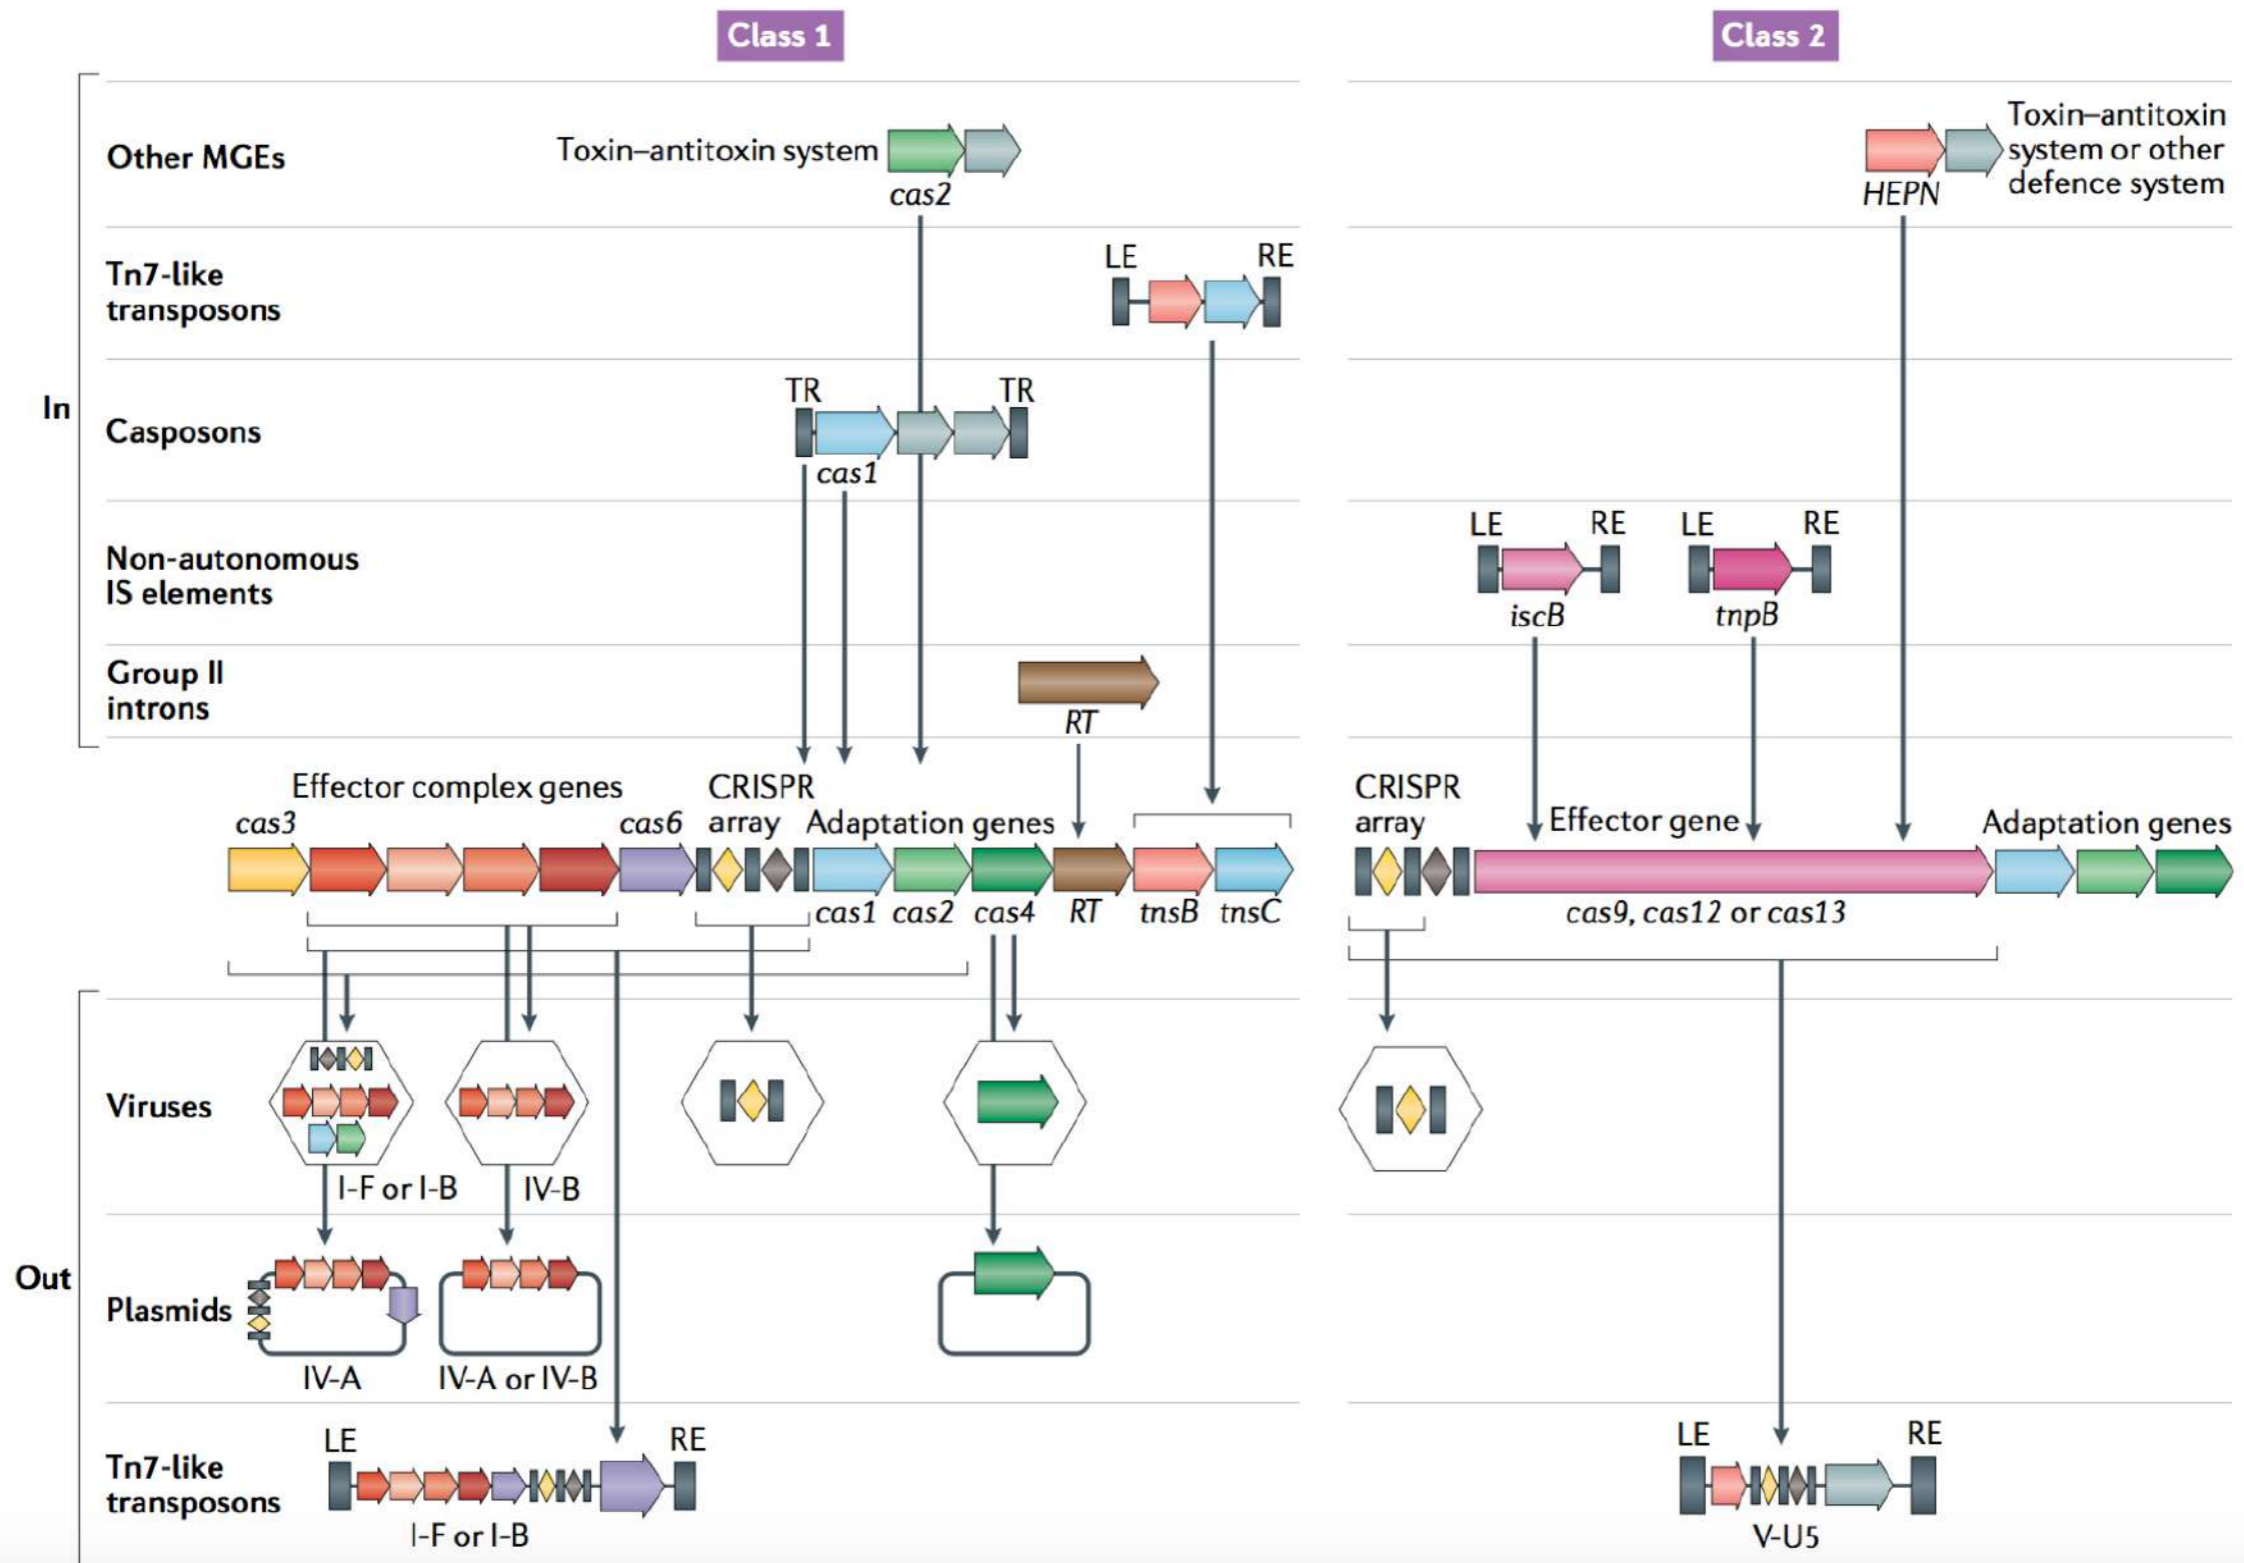 Class 1
Class 2
In
Other MGEs
Toxin–antitoxin system
cas2
HEPN
Toxin–antitoxin
system or other
defence system
Tn7-like
transposons
LE
RE
Casposons
TR
TR
cas1
Non-autonomous
IS elements
LE
RE
LE
RE
iscB
tnpB
Group II
introns
RT
Effector complex genes
cas3
cas6
CRISPR
array
Adaptation genes
cas1
cas2
cas4
RT
tnsB
tnsC
CRISPR
array
Effector gene
Adaptation genes
cas9, cas12 or cas13
Out
Viruses
I-F or I-B
IV-B
Plasmids
IV-A
IV-A or IV-B
Tn7-like
transposons
LE
RE
I-F or I-B
LE
RE
V-U5